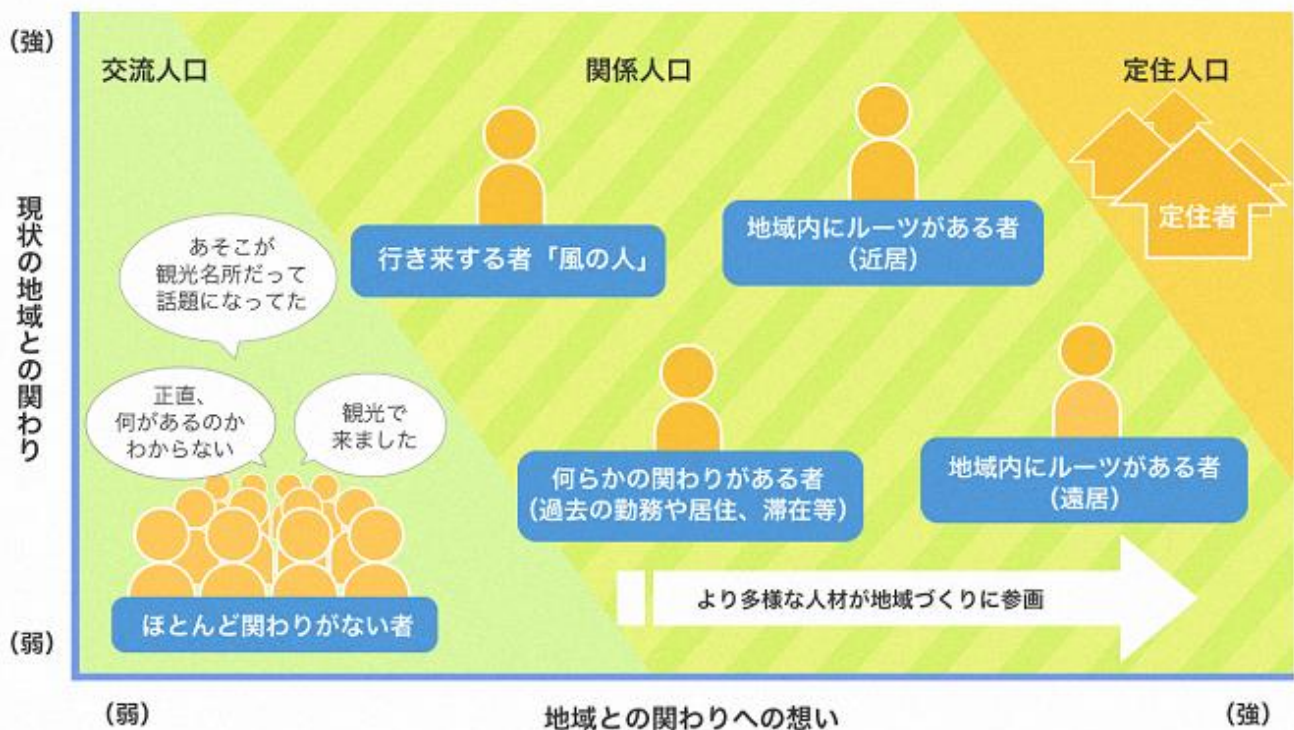 （強）
交流人口
関係人口
定住人口
現状の地域との関わり
行き来する者「風の人」
地域内にルーツがある者
（近居）
定住者
あそこが
観光名所だって
話題になってた
正直、
何があるのか
わからない
観光で
来ました
何らかの関わりがある者
（過去の勤務や居住、滞在等）
地域内にルーツがある者
（遠居）
ほとんど関わりがない者
より多様な人材が地域づくりに参画
（弱）
（弱）
地域との関わりへの想い
（強）